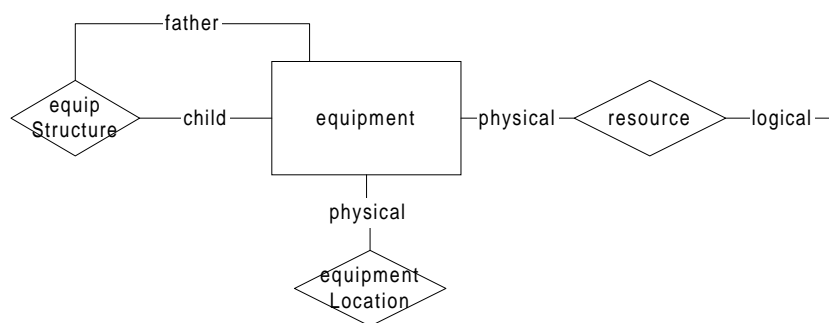 father
equip
Structure
child
equipment
physical
resource
logical
physical
equipment
Location